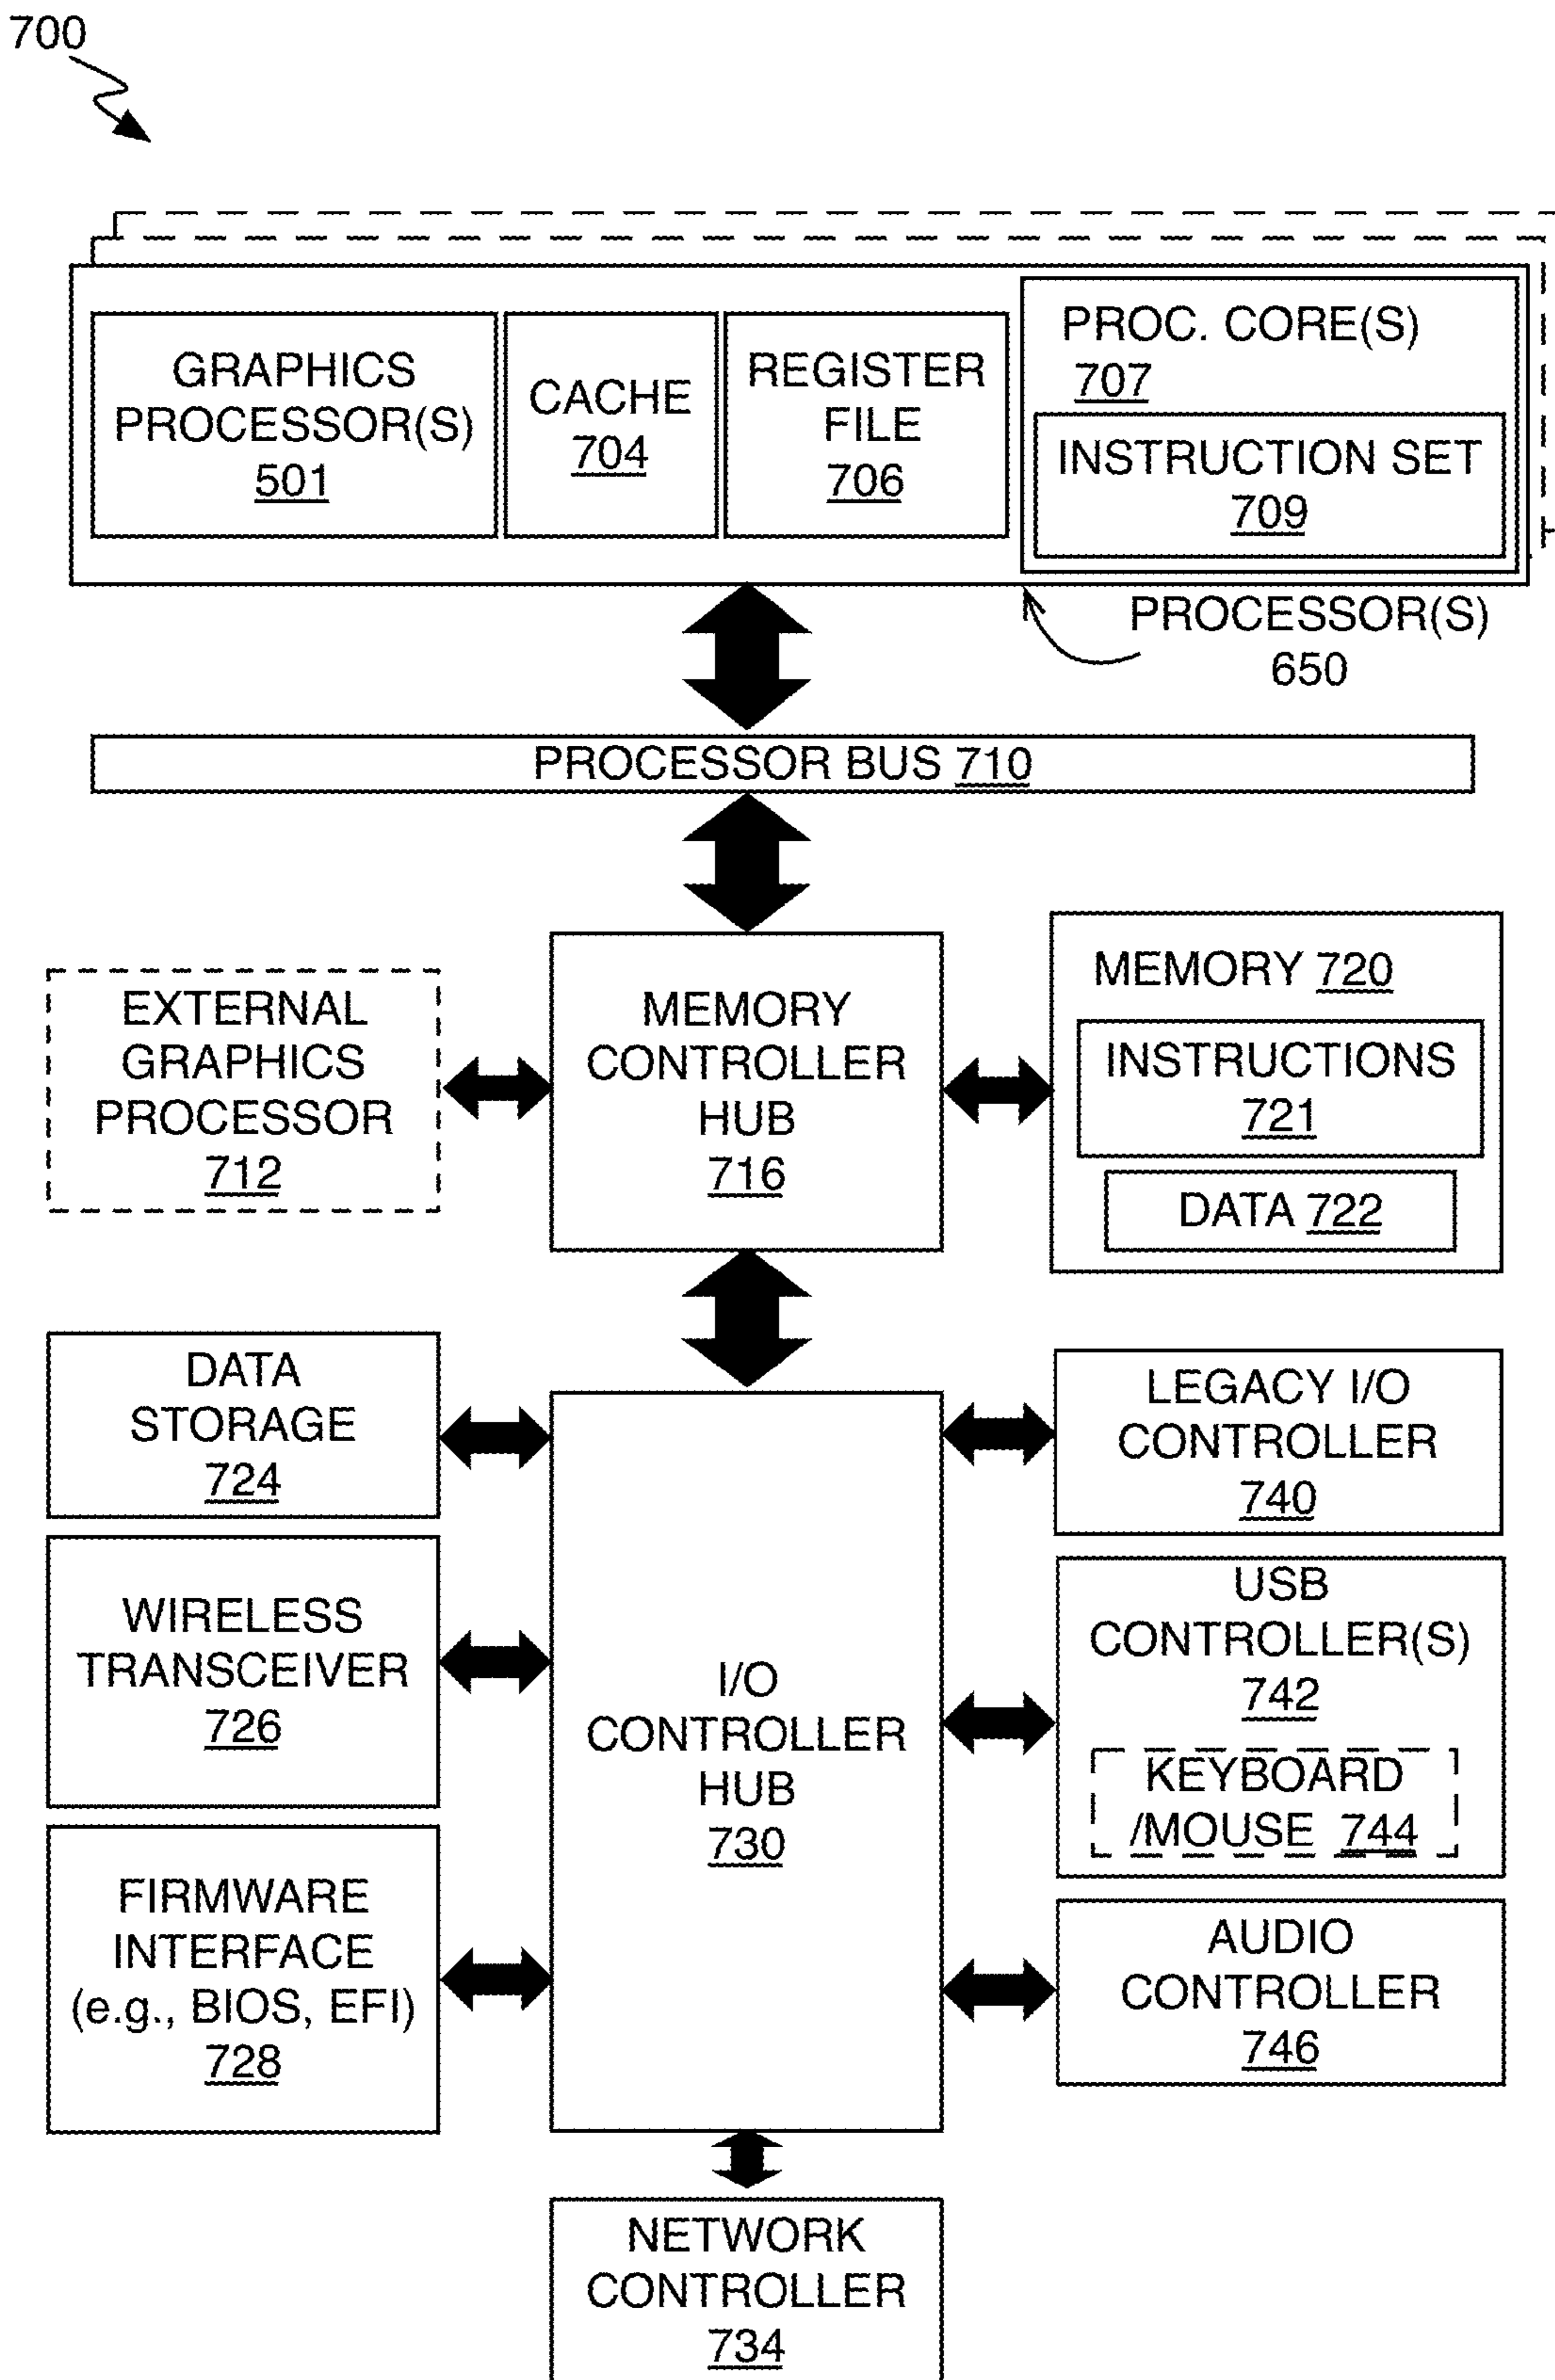 700
GRAPHICS
PROCESSOR(S)
501
CACHE
704
REGISTER
FILE
706
PROC. CORE(S)
707
INSTRUCTION SET
709
PROCESSOR(S)
650
PROCESSOR BUS 710
EXTERNAL
GRAPHICS
PROCESSOR
712
MEMORY
CONTROLLER
HUB
716
MEMORY 720
INSTRUCTIONS
721
DATA 722
DATA
STORAGE
724
WIRELESS
TRANSCEIVER
726
FIRMWARE
INTERFACE
(e.g., BIOS, EFI)
728
I/O
CONTROLLER
HUB
730
LEGACY I/O
CONTROLLER
740
USB
CONTROLLER(S)
742
KEYBOARD
/MOUSE 744
AUDIO
CONTROLLER
746
NETWORK
CONTROLLER
734